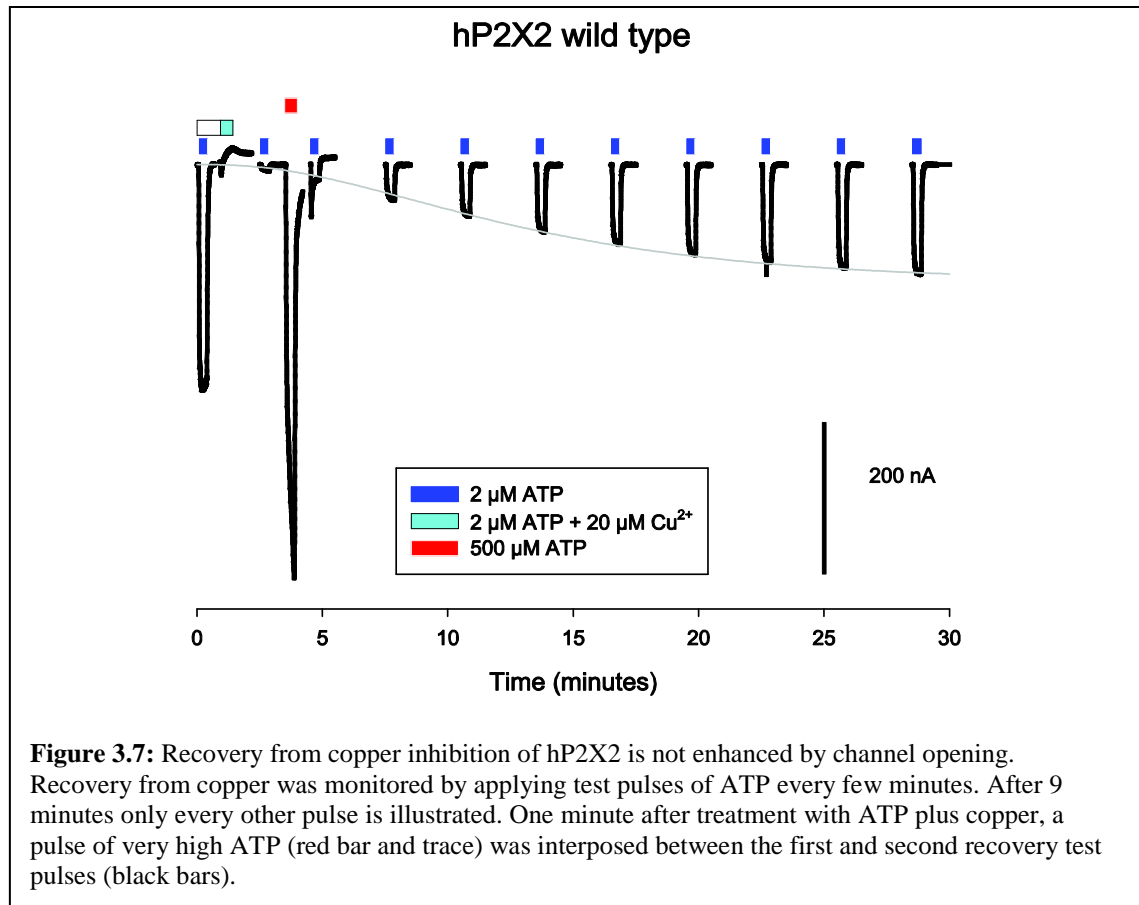 hP2X2 wild type
200 nA
2 µM ATP
2 µM ATP + 20 µM Cu²⁺
500 µM ATP
0 5 10 15 20 25 30
Time (minutes)
Figure 3.7: Recovery from copper inhibition of hP2X2 is not enhanced by channel opening.
Recovery from copper was monitored by applying test pulses of ATP every few minutes. After 9
minutes only every other pulse is illustrated. One minute after treatment with ATP plus copper, a
pulse of very high ATP (red bar and trace) was interposed between the first and second recovery test
pulses (black bars).